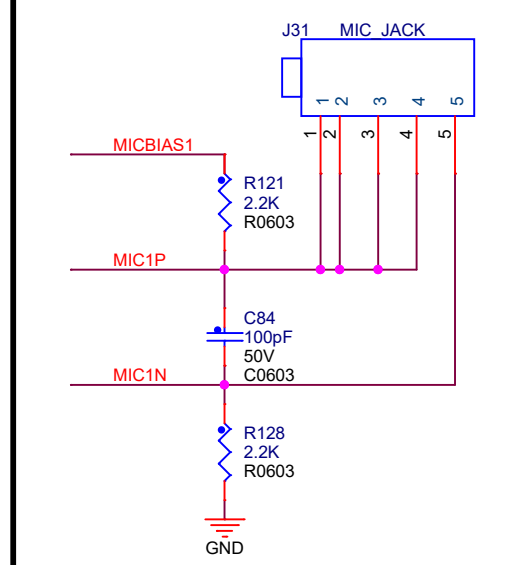 J31 MIC_JACK
1 2 3 4 5
1 2 3 4 5
MICBIAS1
R121
2.2K
R0603
MIC1P
C84
100pF
50V
C0603
MIC1N
R128
2.2K
R0603
GND